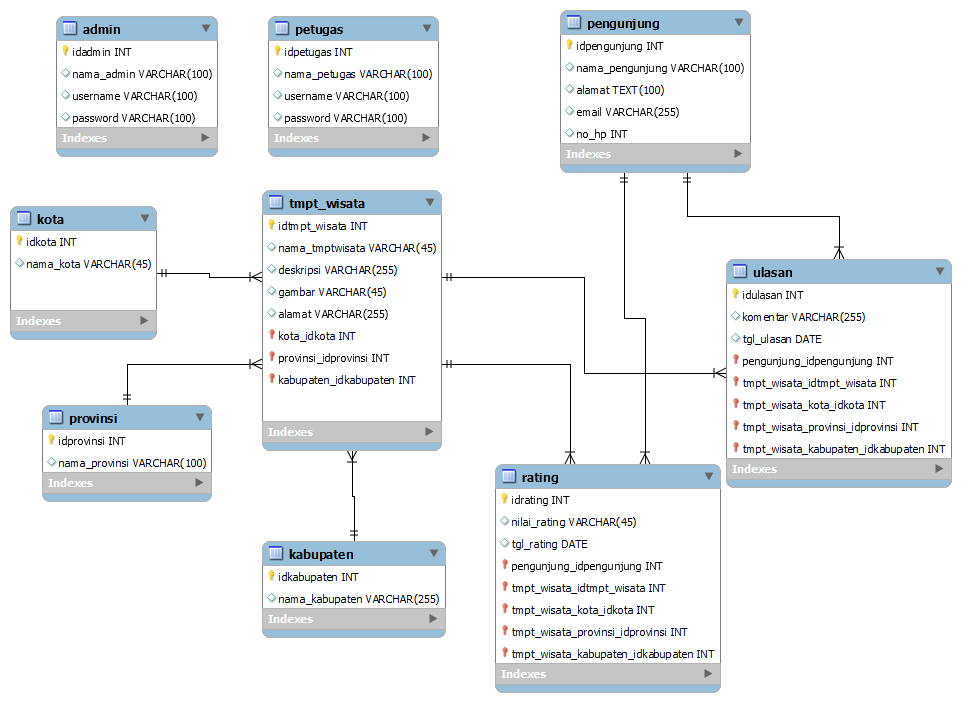 admin
idadmin INT
nama_admin VARCHAR(100)
username VARCHAR(100)
password VARCHAR(100)
Indexes
petugas
idpetugas INT
nama_petugas VARCHAR(100)
username VARCHAR(100)
password VARCHAR(100)
Indexes
pengunjung
idpengunjung INT
nama_pengunjung VARCHAR(100)
alamat TEXT(100)
email VARCHAR(255)
no_hp INT
Indexes
kota
idkota INT
nama_kota VARCHAR(45)
Indexes
tmpt_wisata
idtmpt_wisata INT
nama_tmptwisata VARCHAR(45)
deskripsi VARCHAR(255)
gambar VARCHAR(45)
alamat VARCHAR(255)
kota_idkota INT
provinsi_idprovinsi INT
kabupaten_idkabupaten INT
Indexes
ulasan
idulasan INT
komentar VARCHAR(255)
tgl_ulasan DATE
pengunjung_idpengunjung INT
tmpt_wisata_idtmpt_wisata INT
tmpt_wisata_kota_idkota INT
tmpt_wisata_provinsi_idprovinsi INT
tmpt_wisata_kabupaten_idkabupaten INT
Indexes
provinsi
idprovinsi INT
nama_provinsi VARCHAR(100)
Indexes
rating
idrating INT
nilai_rating VARCHAR(45)
tgl_rating DATE
pengunjung_idpengunjung INT
tmpt_wisata_idtmpt_wisata INT
tmpt_wisata_kota_idkota INT
tmpt_wisata_provinsi_idprovinsi INT
tmpt_wisata_kabupaten_idkabupaten INT
Indexes
kabupaten
idkabupaten INT
nama_kabupaten VARCHAR(255)
Indexes